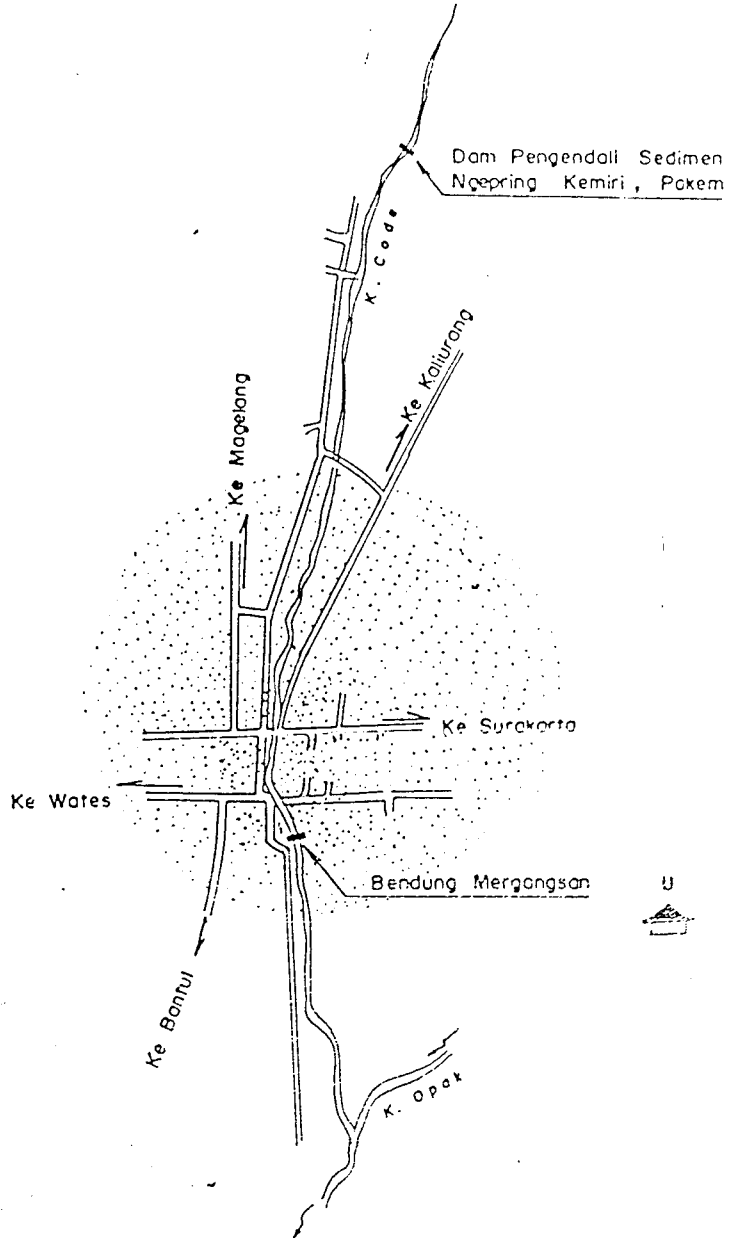 Dam Pengendali Sedimen
Ngepring Kemiri, Pakem
K. Code
Ke Kaliurang
Ke Magelang
Ke Surakarta
Ke Wates
Bendung Mergangsan
U
Ke Bantul
K. Opak